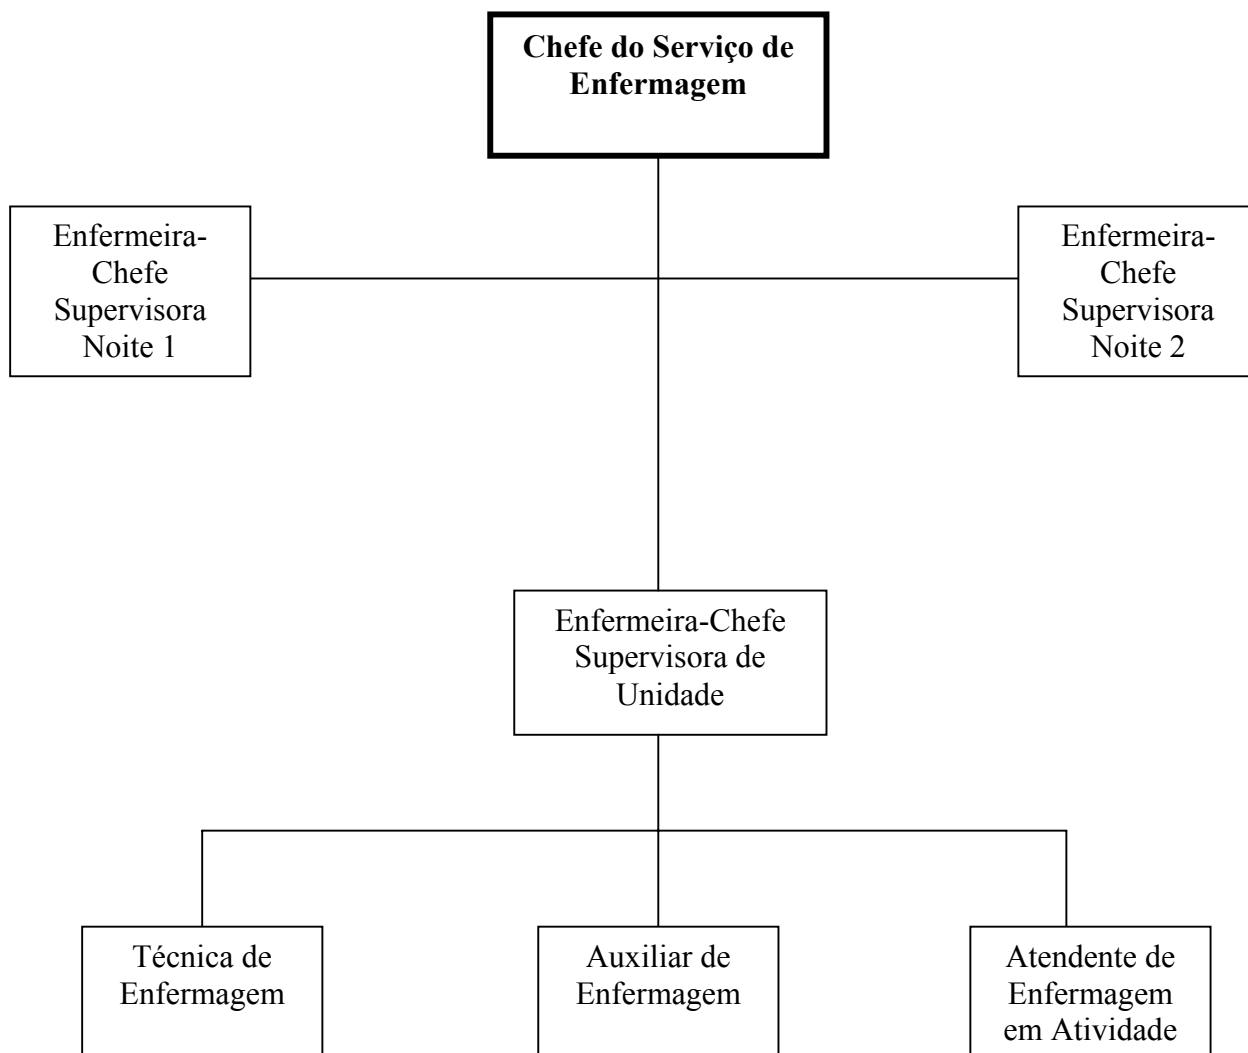 Chefe do Serviço de
Enfermagem
Enfermeira-
Chefe
Supervisora
Noite 1
Enfermeira-
Chefe
Supervisora
Noite 2
Enfermeira-Chefe
Supervisora de
Unidade
Técnica de
Enfermagem
Auxiliar de
Enfermagem
Atendente de
Enfermagem
em Atividade